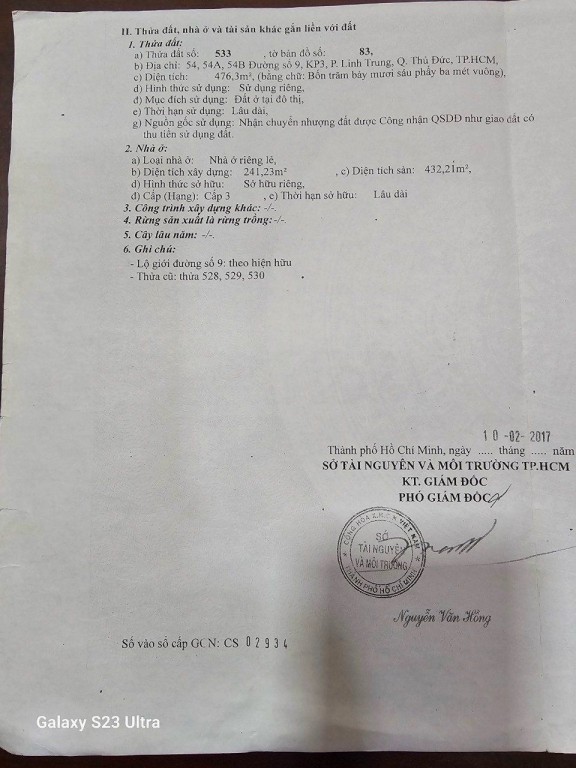 II. Thửa đất, nhà ở và tài sản khác gắn liền với đất
1. Thửa đất:
a) Thửa đất số: 533 , tờ bản đồ số: 83,
b) Địa chỉ: 54, 54A, 54B Đường số 9, KP3, P. Linh Trung, Q. Thủ Đức, TP.HCM,
c) Diện tích: 476,3m², (bằng chữ: Bốn trăm bảy mươi sáu phẩy ba mét vuông),
d) Hình thức sử dụng: Sử dụng riêng,
đ) Mục đích sử dụng: Đất ở tại đô thị,
e) Thời hạn sử dụng: Lâu dài,
g) Nguồn gốc sử dụng: Nhận chuyển nhượng đất được Công nhận QSDĐ như giao đất có
thu tiền sử dụng đất.
2. Nhà ở:
a) Loại nhà ở: Nhà ở riêng lẻ,
b) Diện tích xây dựng: 241,23m² , c) Diện tích sàn: 432,21m²,
d) Hình thức sở hữu: Sở hữu riêng,
đ) Cấp (Hạng): Cấp 3 , e) Thời hạn sở hữu: Lâu dài
3. Công trình xây dựng khác: -/-.
4. Rừng sản xuất là rừng trồng: -/-.
5. Cây lâu năm: -/-.
6. Ghi chú:
- Lộ giới đường số 9: theo hiện hữu
- Thửa cũ: thửa 528, 529, 530
10-02-2017
Thành phố Hồ Chí Minh, ngày ..... tháng ..... năm
SỞ TÀI NGUYÊN VÀ MÔI TRƯỜNG TP.HCM
KT. GIÁM ĐỐC
PHÓ GIÁM ĐỐC
CỘNG HÒA X.H.C.N VIỆT NAM
SỞ
TÀI NGUYÊN
VÀ MÔI TRƯỜNG
THÀNH PHỐ HỒ CHÍ MINH
Nguyễn Văn Hồng
Số vào sổ cấp GCN: CS 02934
Galaxy S23 Ultra